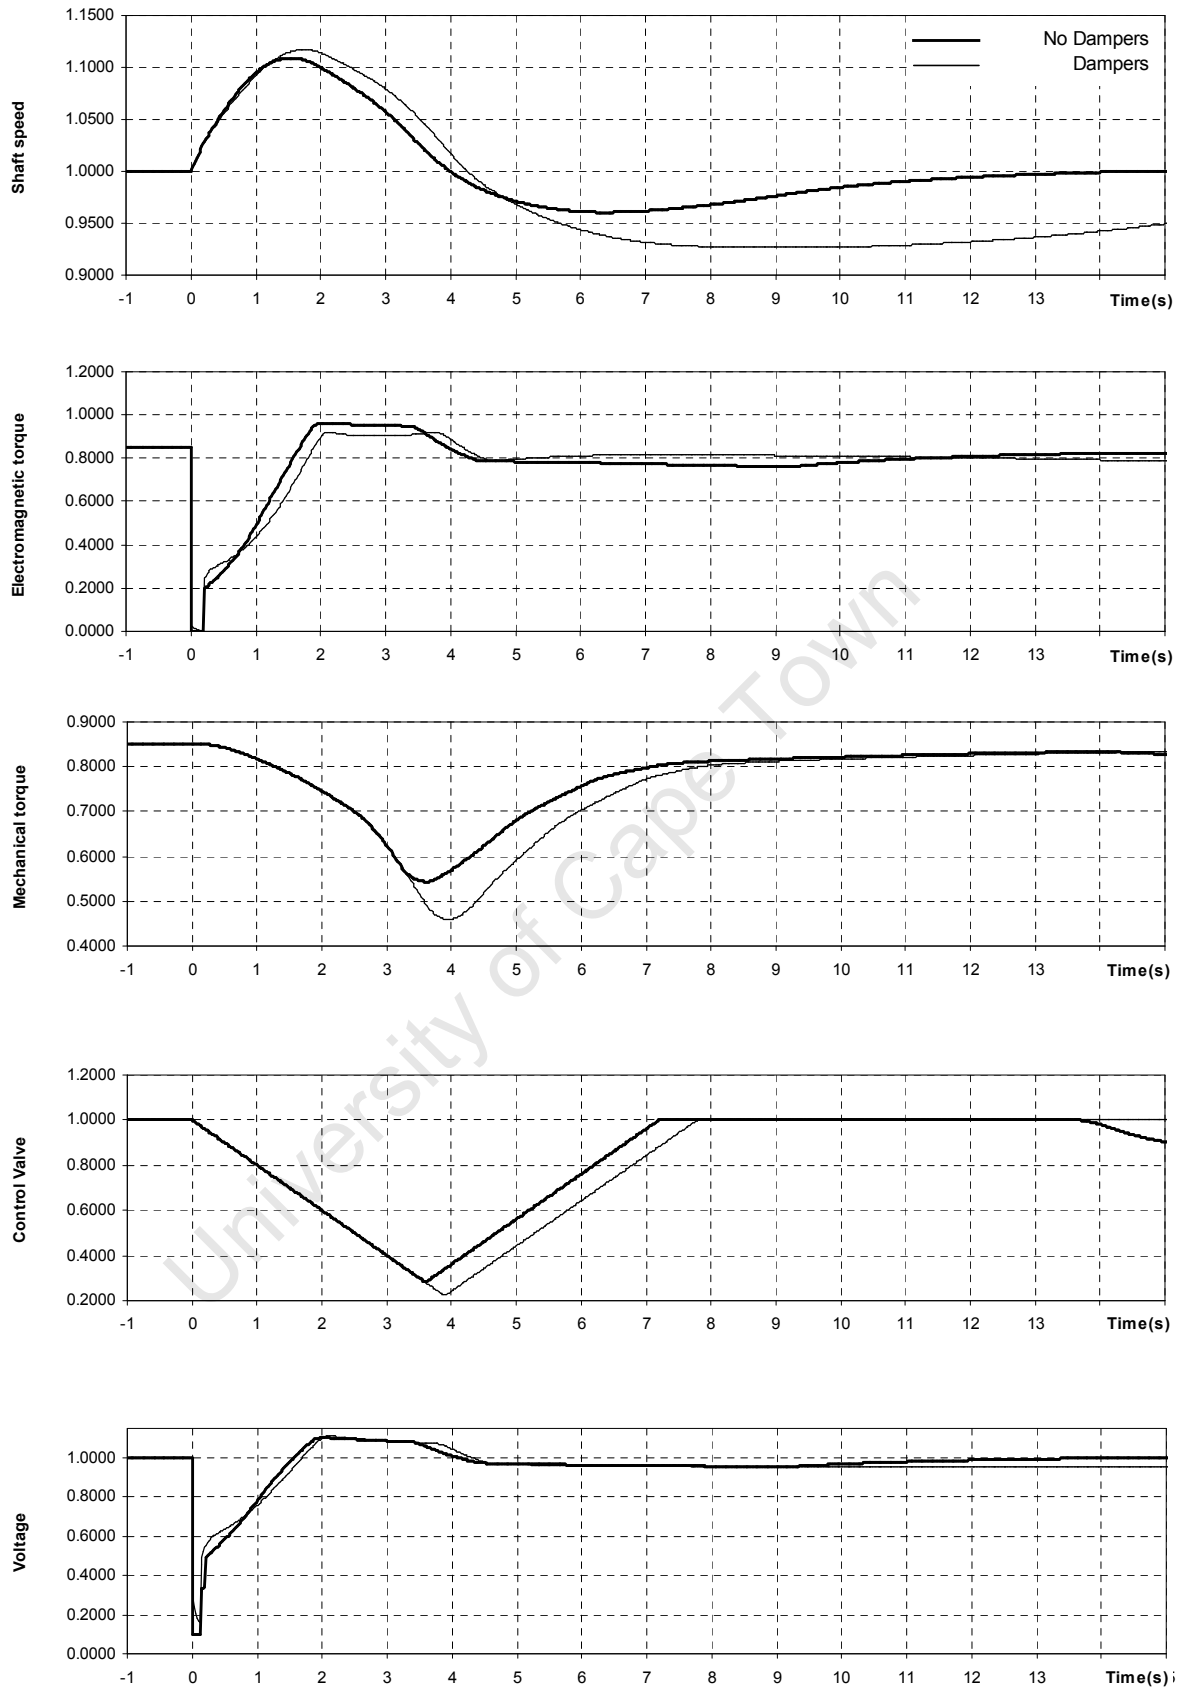 1.1500
No Dampers
1.1000
Dampers
1.0500
Shaft speed
1.0000
0.9500
0.9000
-1 0 1 2 3 4 5 6 7 8 9 10 11 12 13 Time(s)
1.2000
1.0000
0.8000
Electromagnetic torque
0.6000
0.4000
0.2000
0.0000
-1 0 1 2 3 4 5 6 7 8 9 10 11 12 13 Time(s)
0.9000
0.8000
0.7000
Mechanical torque
0.6000
0.5000
0.4000
-1 0 1 2 3 4 5 6 7 8 9 10 11 12 13 Time(s)
1.2000
1.0000
0.8000
Control Valve
0.6000
0.4000
0.2000
-1 0 1 2 3 4 5 6 7 8 9 10 11 12 13 Time(s)
1.0000
0.8000
Voltage
0.6000
0.4000
0.2000
0.0000
-1 0 1 2 3 4 5 6 7 8 9 10 11 12 13 Time(s)
University of Cape Town